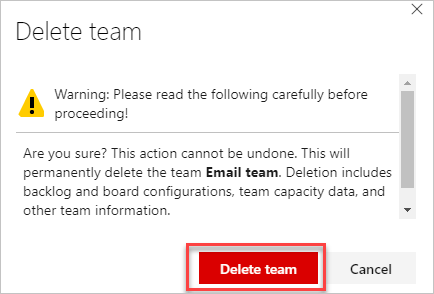 Delete team
Warning: Please read the following carefully before
proceeding!
Are you sure? This action cannot be undone. This will
permanently delete the team Email team. Deletion includes
backlog and board configurations, team capacity data, and
other team information.
Delete team
Cancel